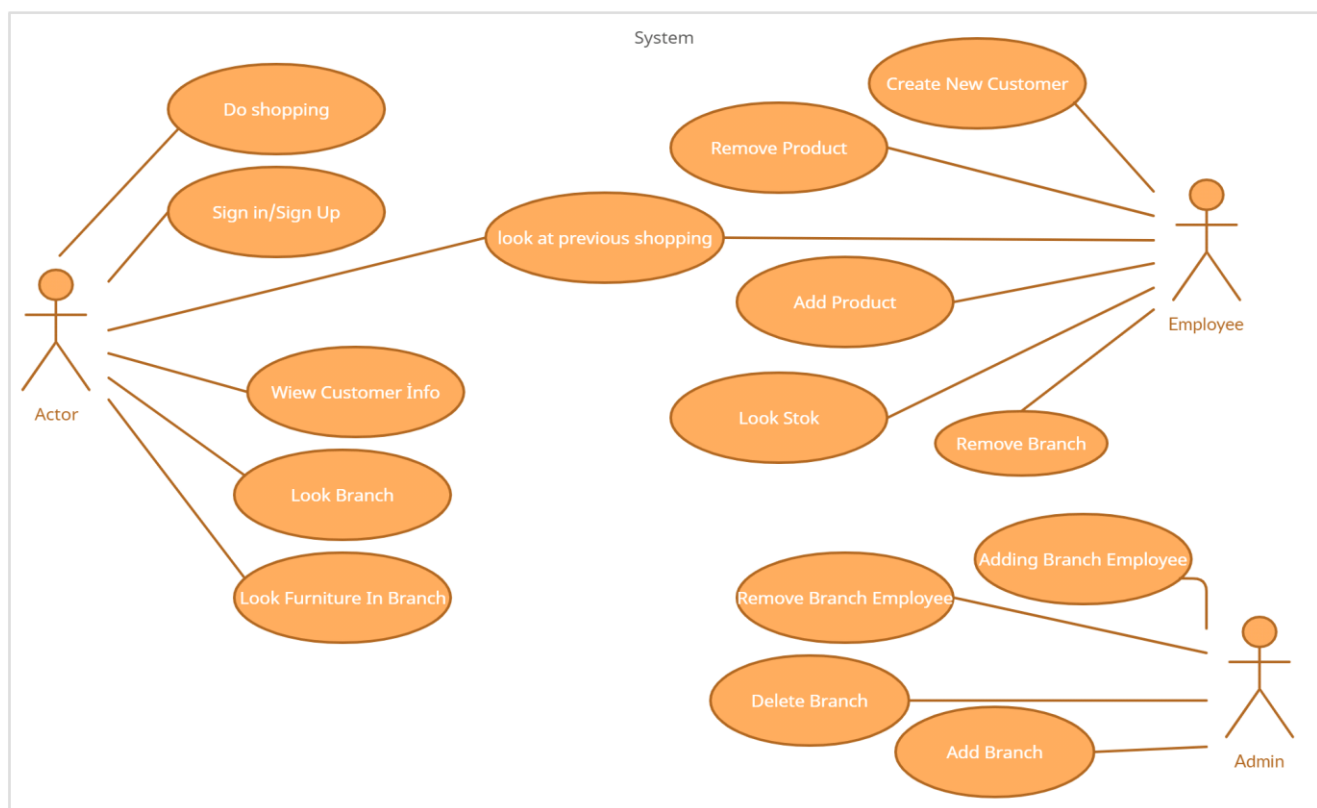 System
Do shopping
Create New Customer
Remove Product
Sign in/Sign Up
look at previous shopping
Add Product
Employee
Wiew Customer İnfo
Actor
Look Stok
Remove Branch
Look Branch
Adding Branch Employee
Look Furniture In Branch
Remove Branch Employee
Delete Branch
Add Branch
Admin